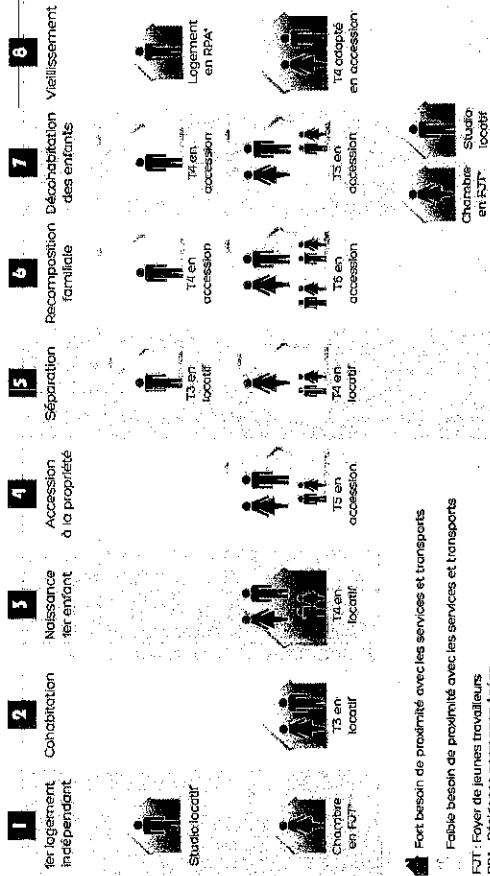 1
1er logement
indépendant
Studio locatif
Chambre
en FJT*
2
Cohabitation
T3 en
locatif
3
Naissance
1er enfant
T4 en
locatif
4
Accession
à la propriété
T5 en
accession
5
Séparation
T3 en
locatif
T4 en
locatif
6
Recomposition
familiale
T4 en
accession
T6 en
accession
7
Décohabitation
des enfants
T4 en
accession
T5 en
accession
Chambre
en FJT*
Studio
locatif
8
Vieillissement
Logement
en RPA*
T4 adapté
en accession
Fort besoin de proximité avec les services et transports
Faible besoin de proximité avec les services et transports
FJT : Foyer de jeunes travailleurs